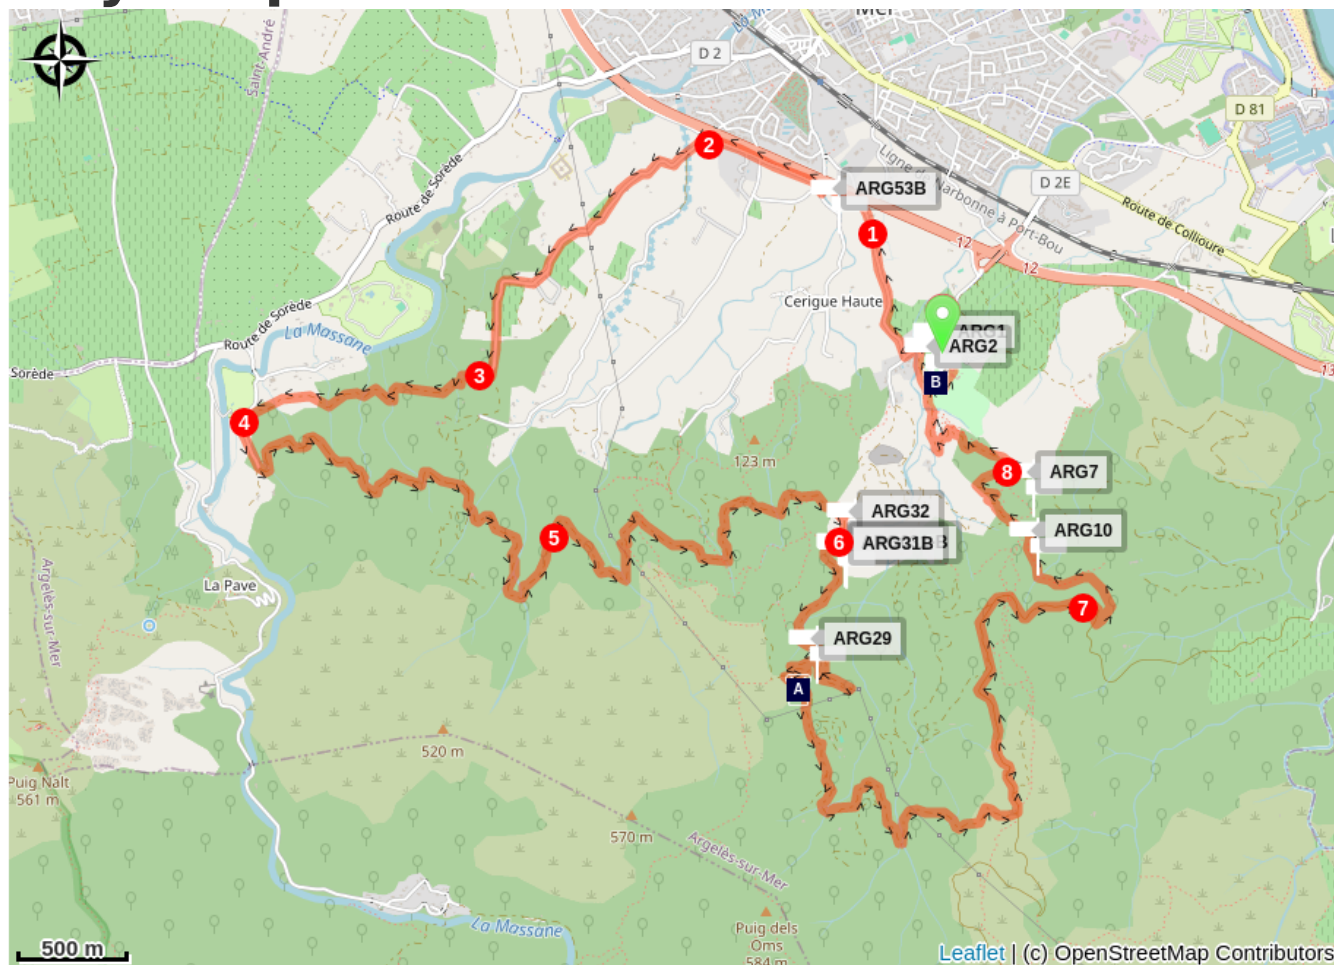 D 2
Saint-André
D 81
2
Ligne de Narbonne à Port-Bou
Route de Sorède
ARG53B
D 2E
Route de Collioure
1
12
12
Cerigue Haute
Route de Sorède
La Massane
ARG1
ARG2
13
Sorède
3
B
4
123 m
8
ARG7
ARG32
5
6
ARG31B
ARG10
La Pave
Argelès-sur-Mer
7
ARG29
A
520 m
Puig Nalt
561 m
570 m
Argelès-sur-Mer
La Massane
Puig dels
Oms
584 m
500 m
Leaflet | (c) OpenStreetMap Contributors